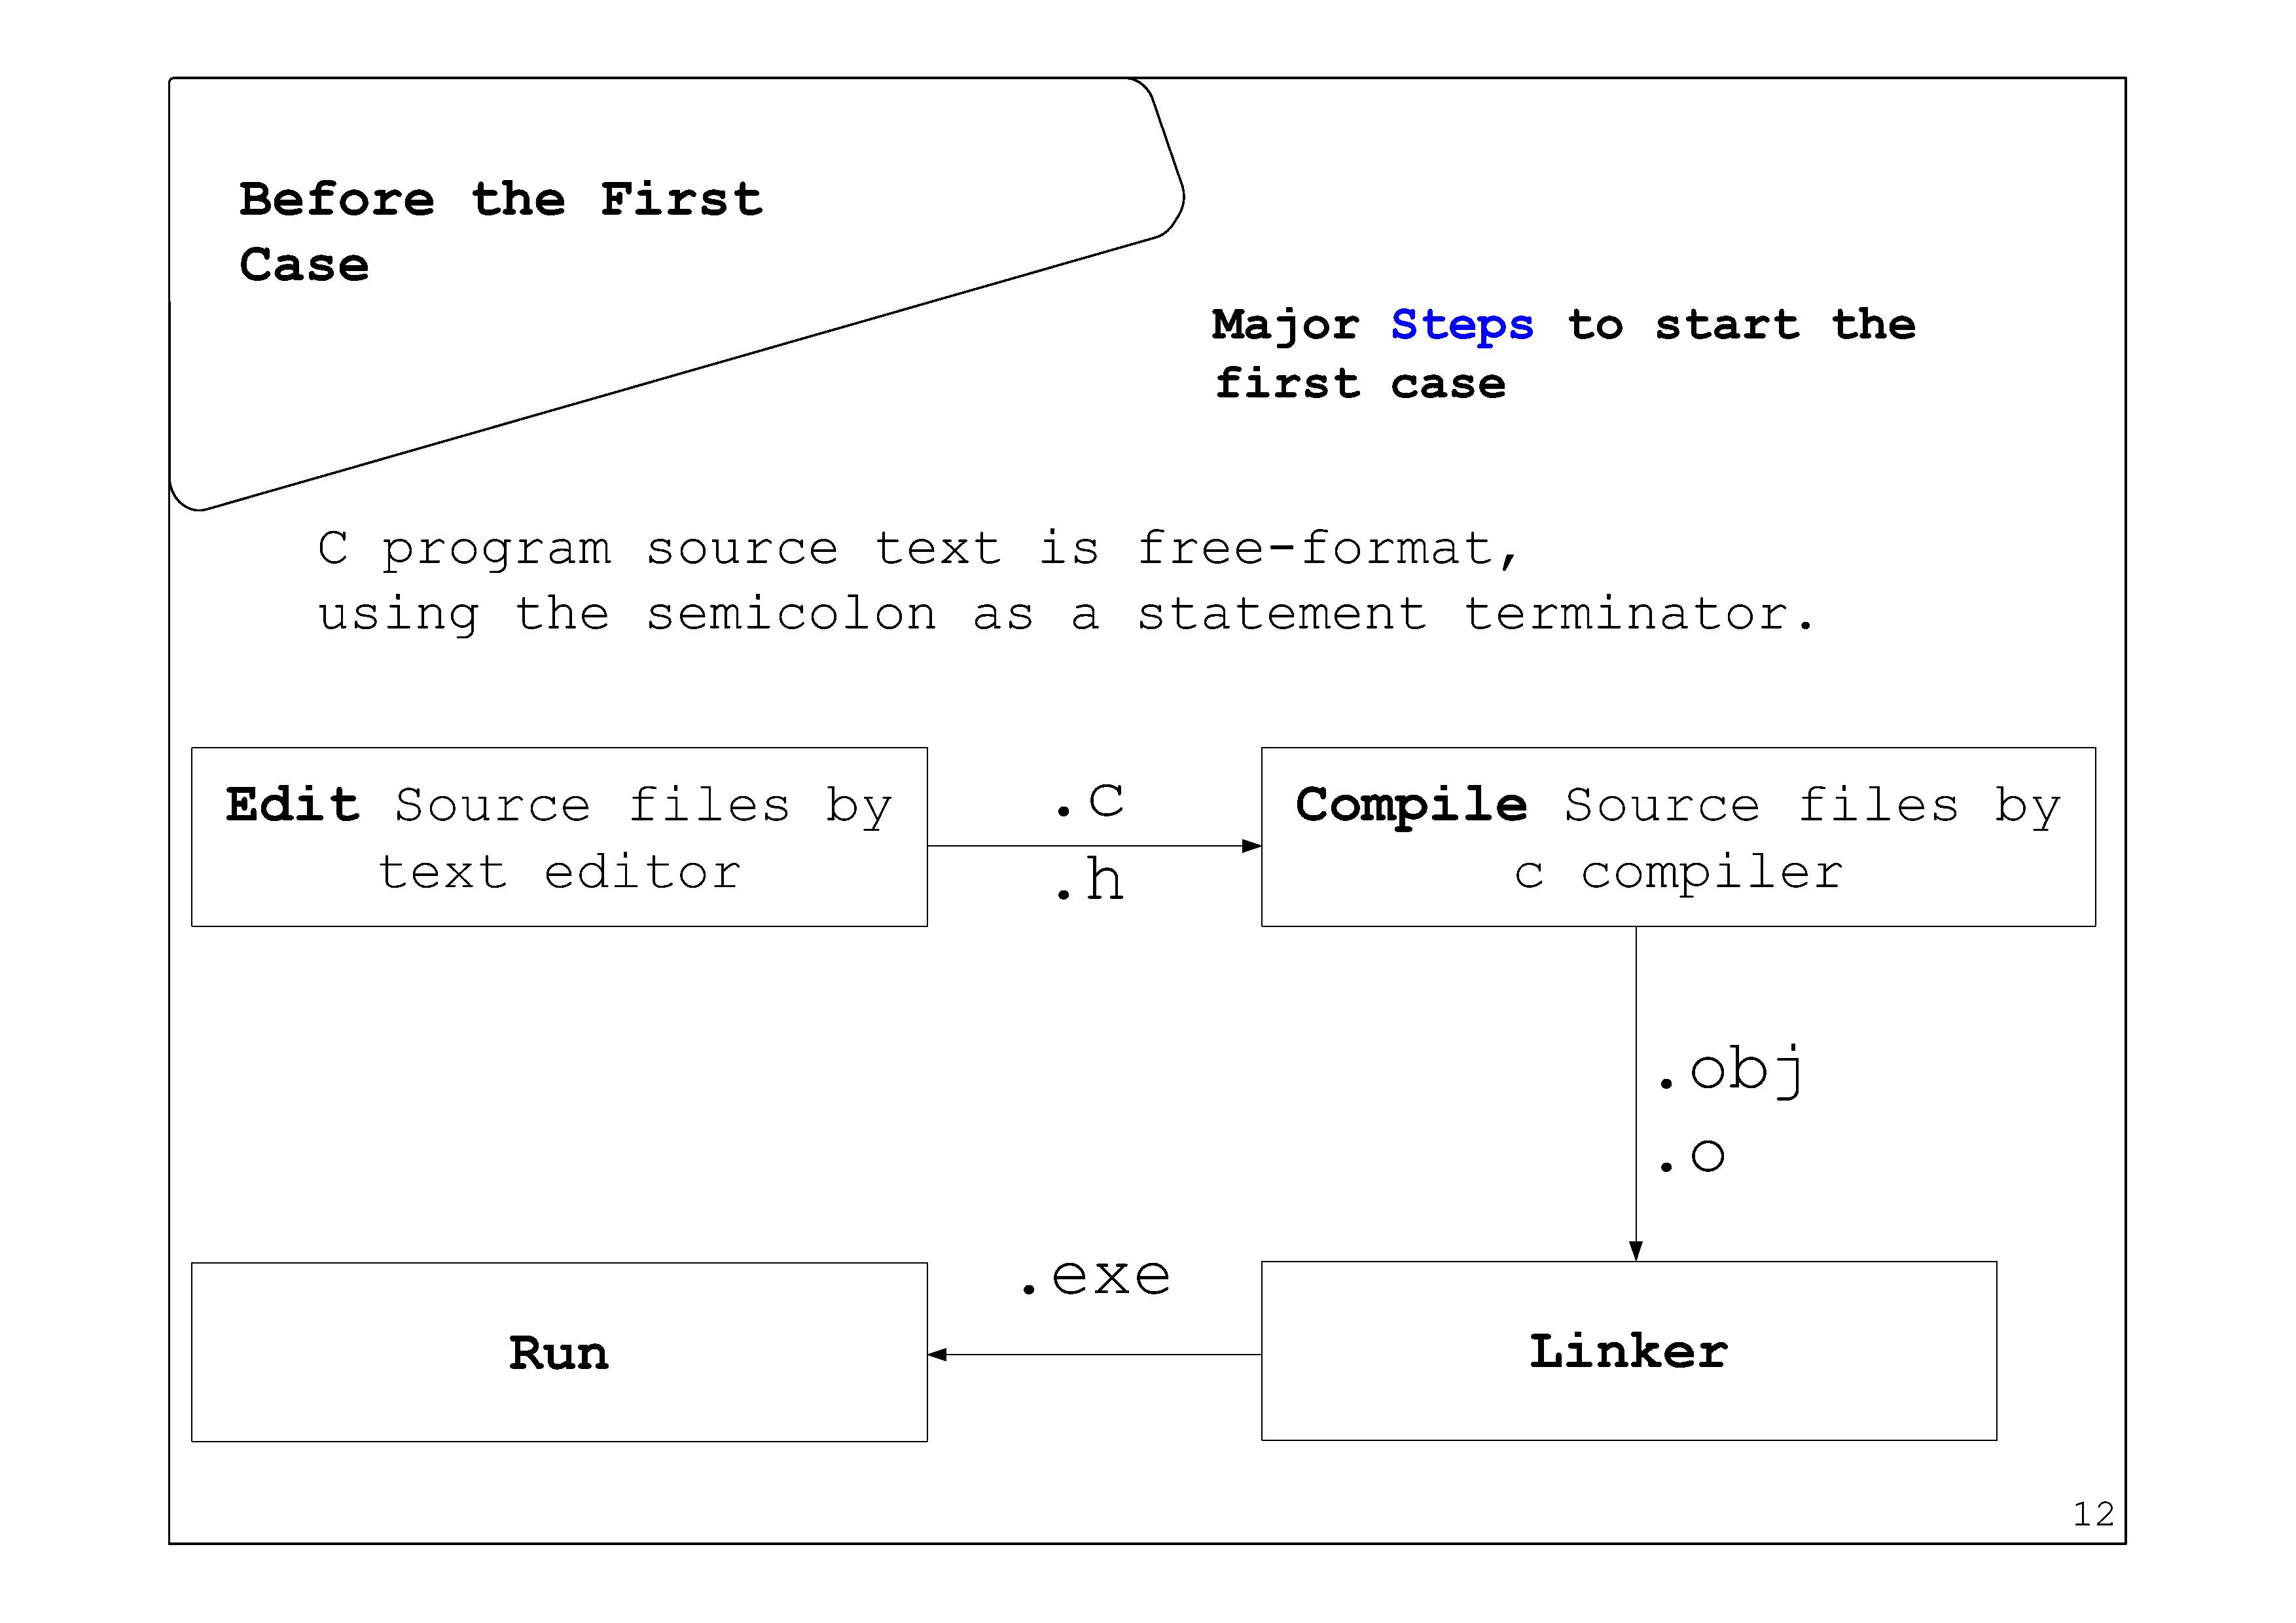 Before the First
Case
Major Steps to start the
first case
C program source text is free-format,
using the semicolon as a statement terminator.
Edit Source files by
text editor
.c
.h
Compile Source files by
c compiler
.obj
.o
Linker
.exe
Run
12